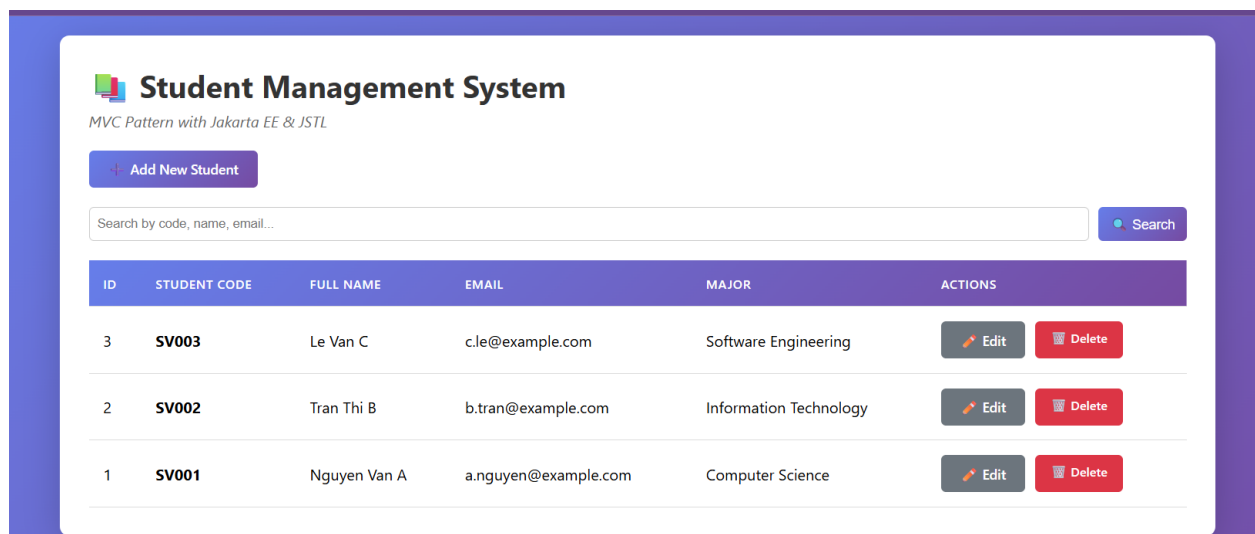 Student Management System
MVC Pattern with Jakarta EE & JSTL
Add New Student
Search by code, name, email...
Search
ID STUDENT CODE FULL NAME EMAIL MAJOR ACTIONS
3 SV003 Le Van C c.le@example.com Software Engineering Edit Delete
2 SV002 Tran Thi B b.tran@example.com Information Technology Edit Delete
1 SV001 Nguyen Van A a.nguyen@example.com Computer Science Edit Delete